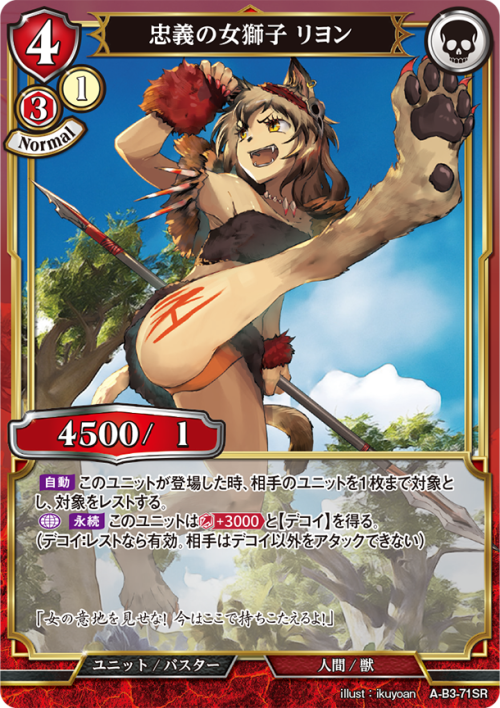 4
忠義の女獅子 リヨン
3
1
Normal
4500/ 1
自動 このユニットが登場した時、相手のユニットを1枚まで対象と
し、対象をレストする。
永続 このユニットは +3000 と【デコイ】を得る。
(デコイ:レストなら有効。相手はデコイ以外をアタックできない)
「女の意地を見せな! 今はここで持ちこたえるよ!」
ユニット / バスター
人間 / 獣
illust : ikuyoan
A-B3-71SR